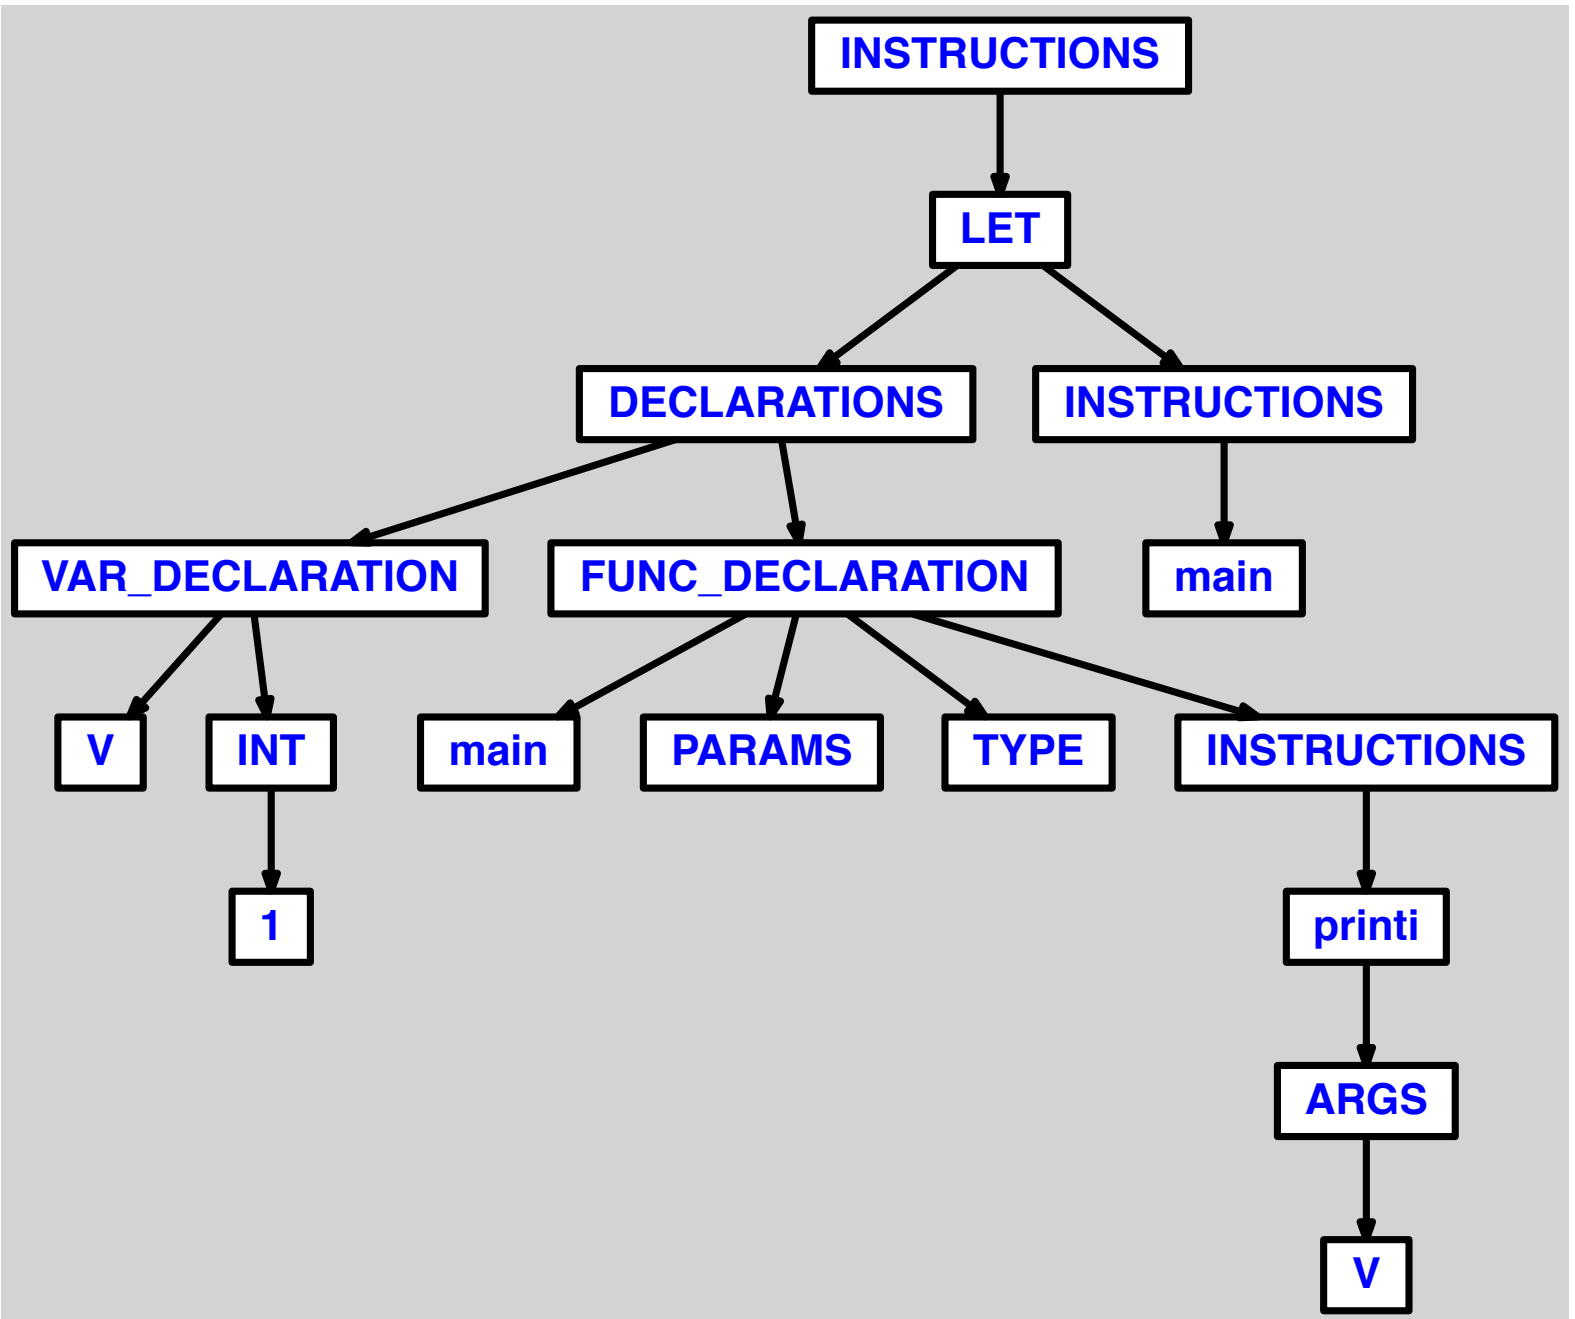 INSTRUCTIONS
LET
DECLARATIONS
INSTRUCTIONS
VAR_DECLARATION
FUNC_DECLARATION
main
V
INT
main
PARAMS
TYPE
INSTRUCTIONS
1
printi
ARGS
V